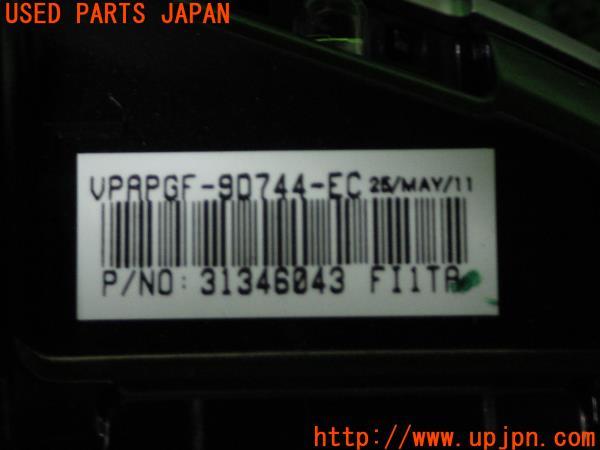 USED PARTS JAPAN
VPAPGF-9D744-EC 25/MAY/11
P/NO: 31346043 FI1TA
http://www.upjpn.com